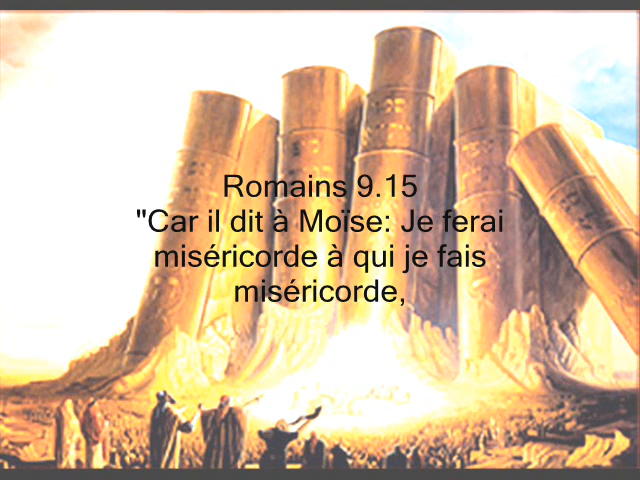 Romains 9.15
"Car il dit à Moïse: Je ferai
miséricorde à qui je fais
miséricorde,